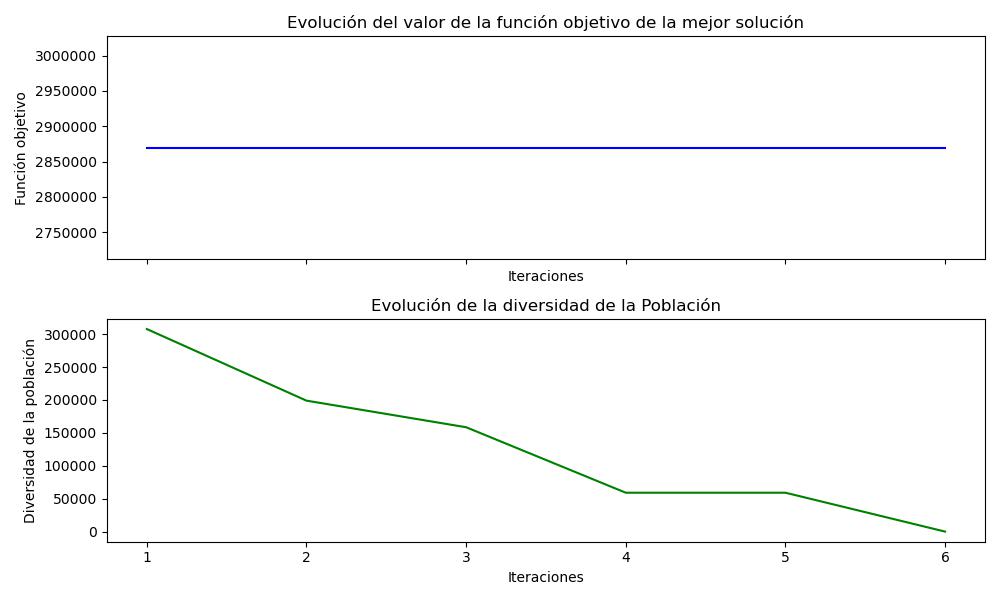 Evolución del valor de la función objetivo de la mejor solución
3000000
2950000
2900000
2850000
2800000
2750000
Función objetivo
Iteraciones
Evolución de la diversidad de la Población
300000
250000
200000
150000
100000
50000
0
Diversidad de la población
1 2 3 4 5 6
Iteraciones